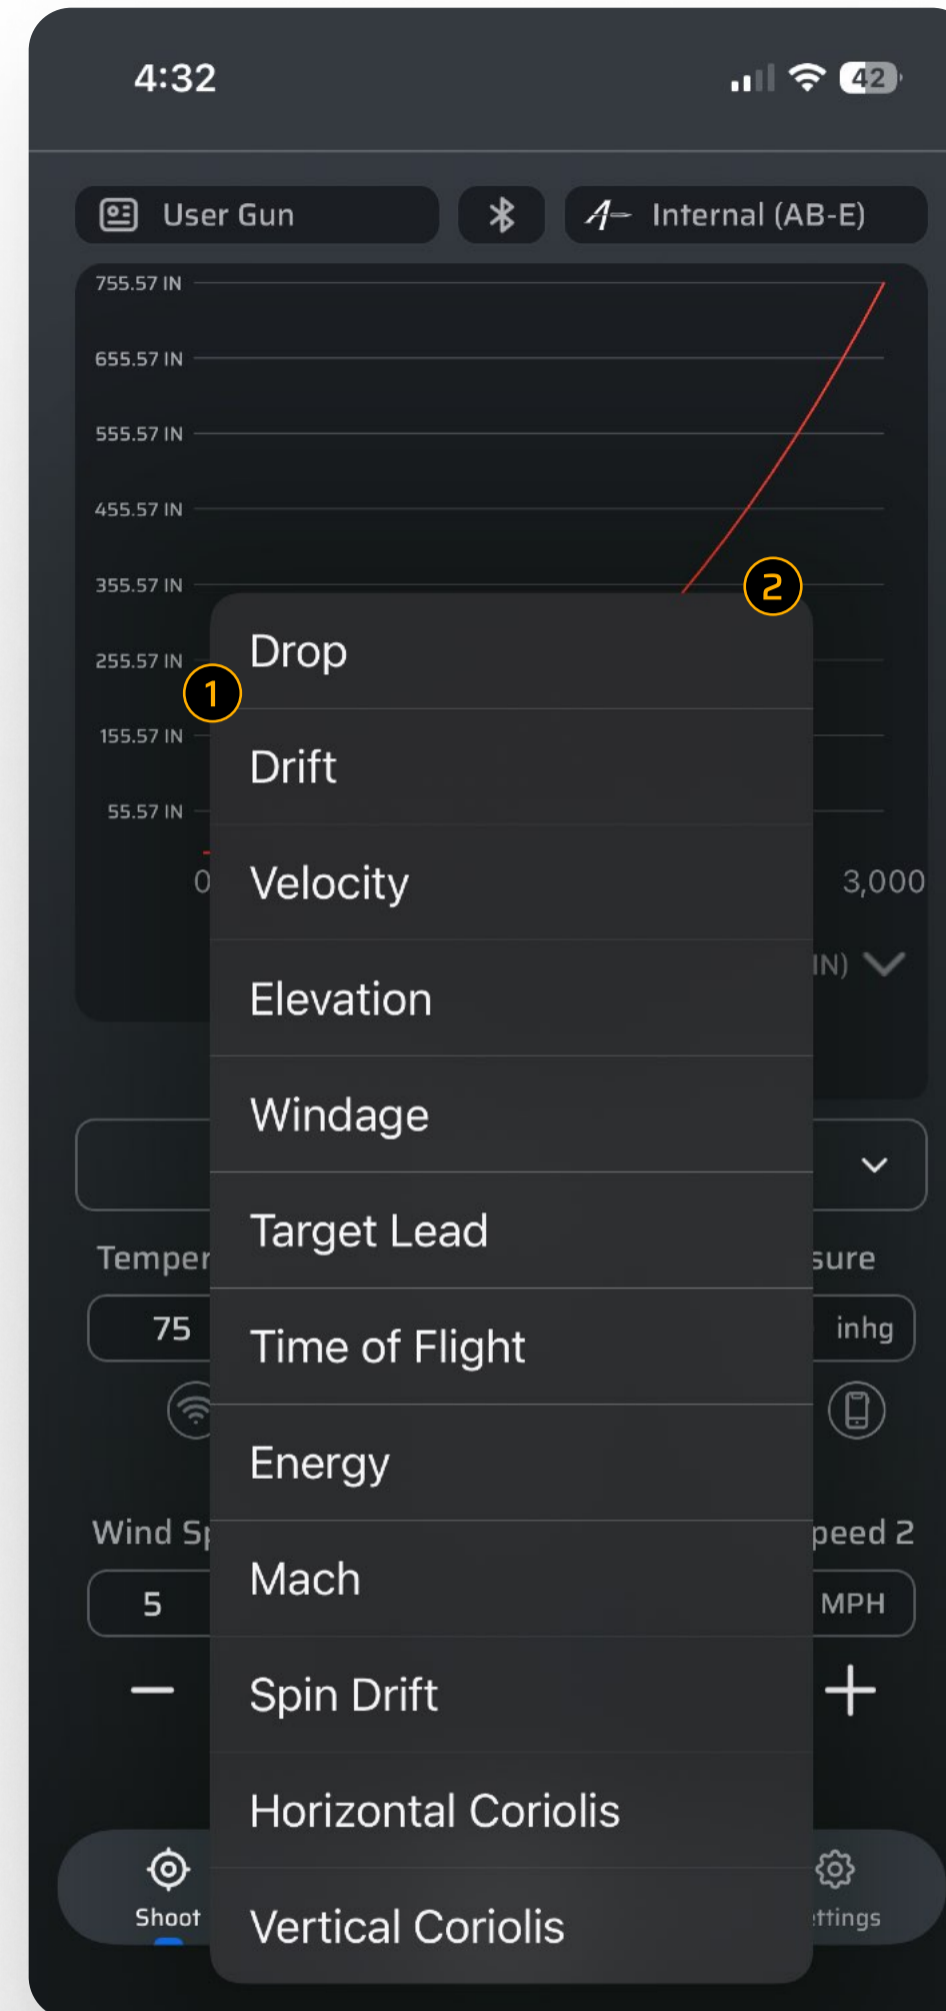 4:32
42
User Gun
Internal (AB-E)
755.57 IN
655.57 IN
555.57 IN
455.57 IN
355.57 IN
2
255.57 IN
Drop
1
155.57 IN
Drift
55.57 IN
0
Velocity
3,000
IN)
Elevation
Windage
Target Lead
Temper
sure
75
Time of Flight
inhg
Energy
Wind Sp
peed 2
5
Mach
MPH
Spin Drift
Horizontal Coriolis
Shoot
Vertical Coriolis
ettings